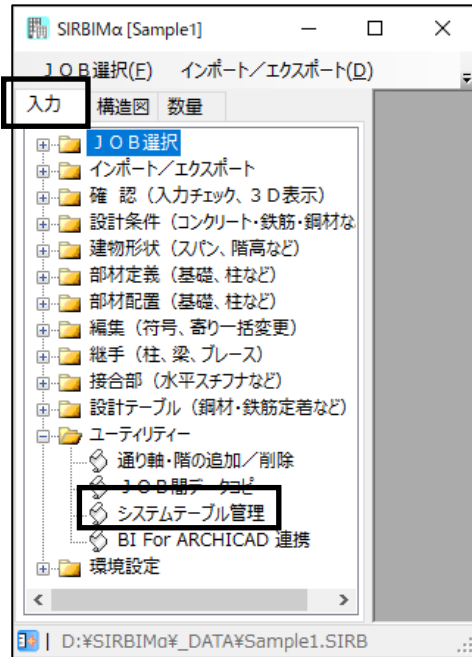 SIRBIMα [Sample1]
ＪＯＢ選択(F) インポート／エクスポート(D)
入力 構造図 数量
ＪＯＢ選択
インポート／エクスポート
確 認（入力チェック、３Ｄ表示）
設計条件（コンクリート・鉄筋・鋼材な
建物形状（スパン、階高など）
部材定義（基礎、柱など）
部材配置（基礎、柱など）
編集（符号、寄り一括変更）
継手（柱、梁、ブレース）
接合部（水平スチフナなど）
設計テーブル（鋼材・鉄筋定着など）
ユーティリティー
通り軸・階の追加／削除
ＪＯＢ間データコピ
システムテーブル管理
BI For ARCHICAD 連携
環境設定
D:¥SIRBIMα¥_DATA¥Sample1.SIRB